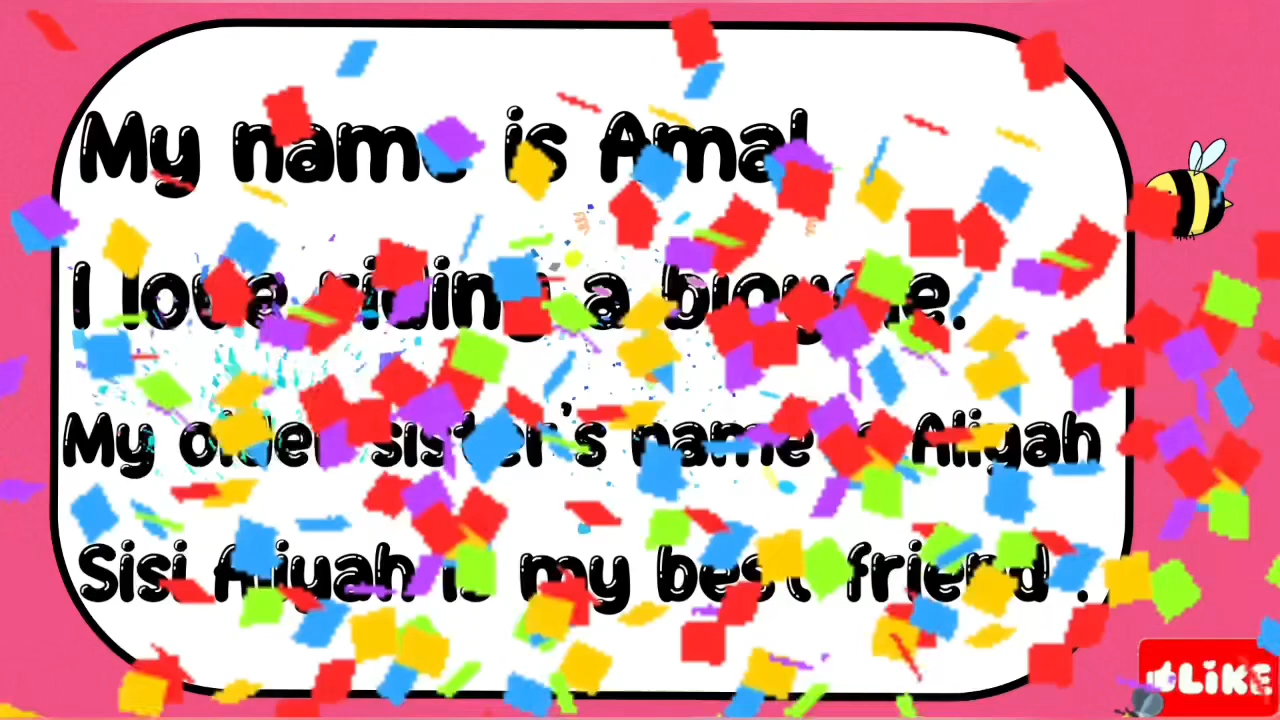 My name is Amal
I love riding a bicycle.
My older sister's name is Aliyah
Sisi Aliyah is my best friend .
LIKE